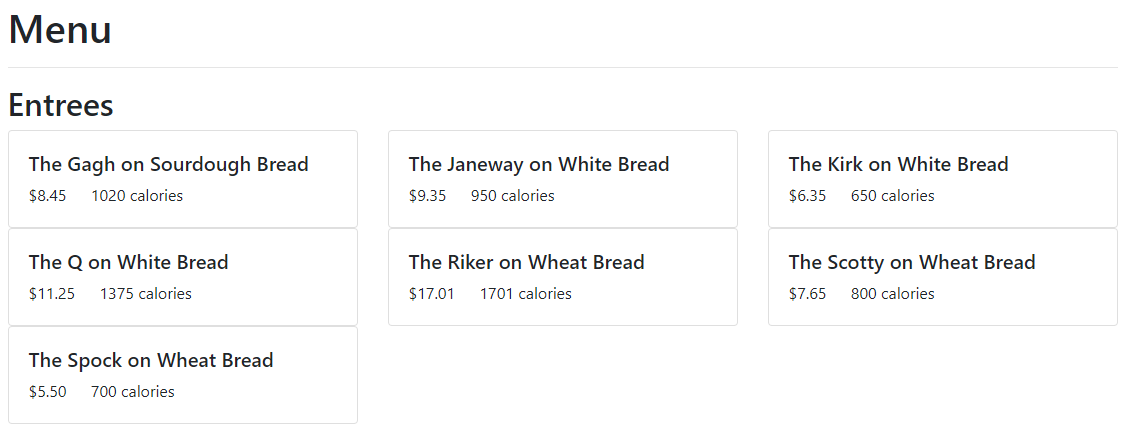 Menu
Entrees
The Gagh on Sourdough Bread
$8.45 1020 calories
The Janeway on White Bread
$9.35 950 calories
The Kirk on White Bread
$6.35 650 calories
The Q on White Bread
$11.25 1375 calories
The Riker on Wheat Bread
$17.01 1701 calories
The Scotty on Wheat Bread
$7.65 800 calories
The Spock on Wheat Bread
$5.50 700 calories